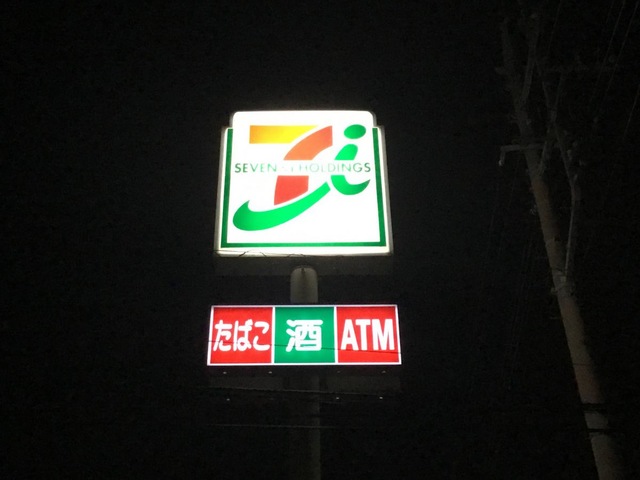 SEVEN & i HOLDINGS
たばこ 酒 ATM